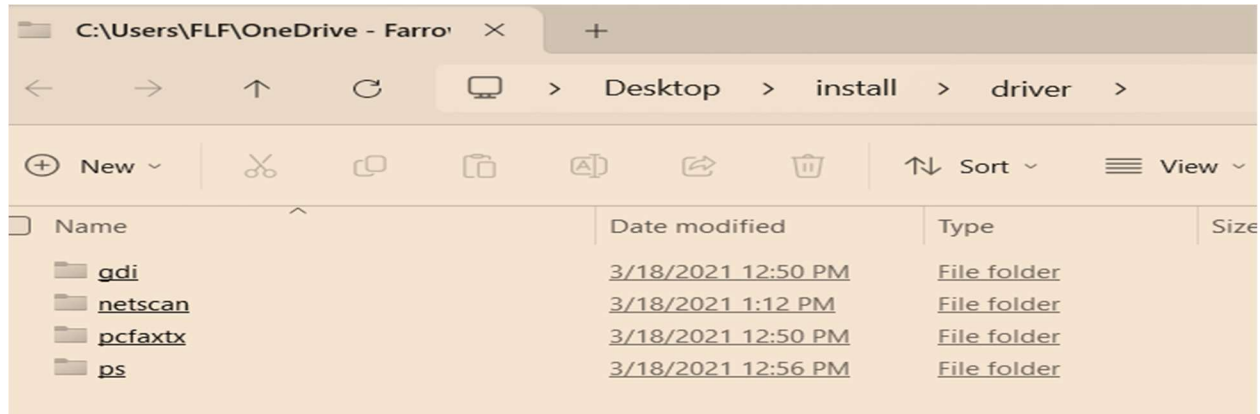 C:\Users\FLF\OneDrive - Farro
Desktop > install > driver >
New Sort View
Name Date modified Type Size
gdi 3/18/2021 12:50 PM File folder
netscan 3/18/2021 1:12 PM File folder
pcfaxtx 3/18/2021 12:50 PM File folder
ps 3/18/2021 12:56 PM File folder